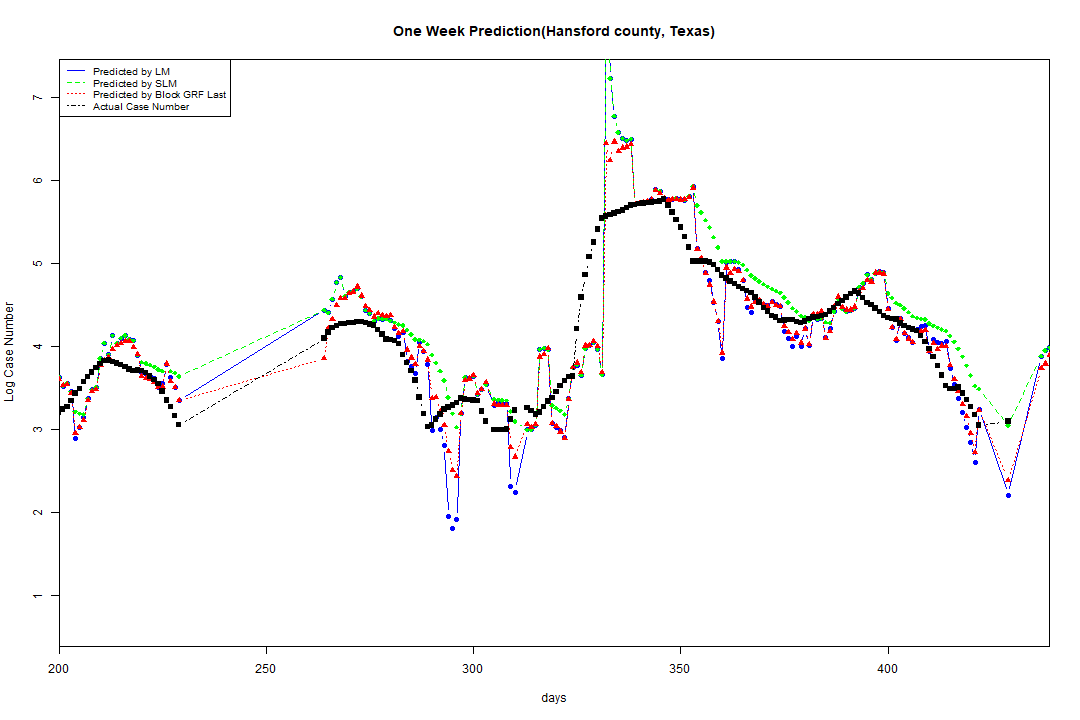 One Week Prediction(Hansford county, Texas)
Predicted by LM
Predicted by SLM
Predicted by Block GRF Last
Actual Case Number
7
6
5
4
3
2
1
Log Case Number
200 250 300 350 400
days